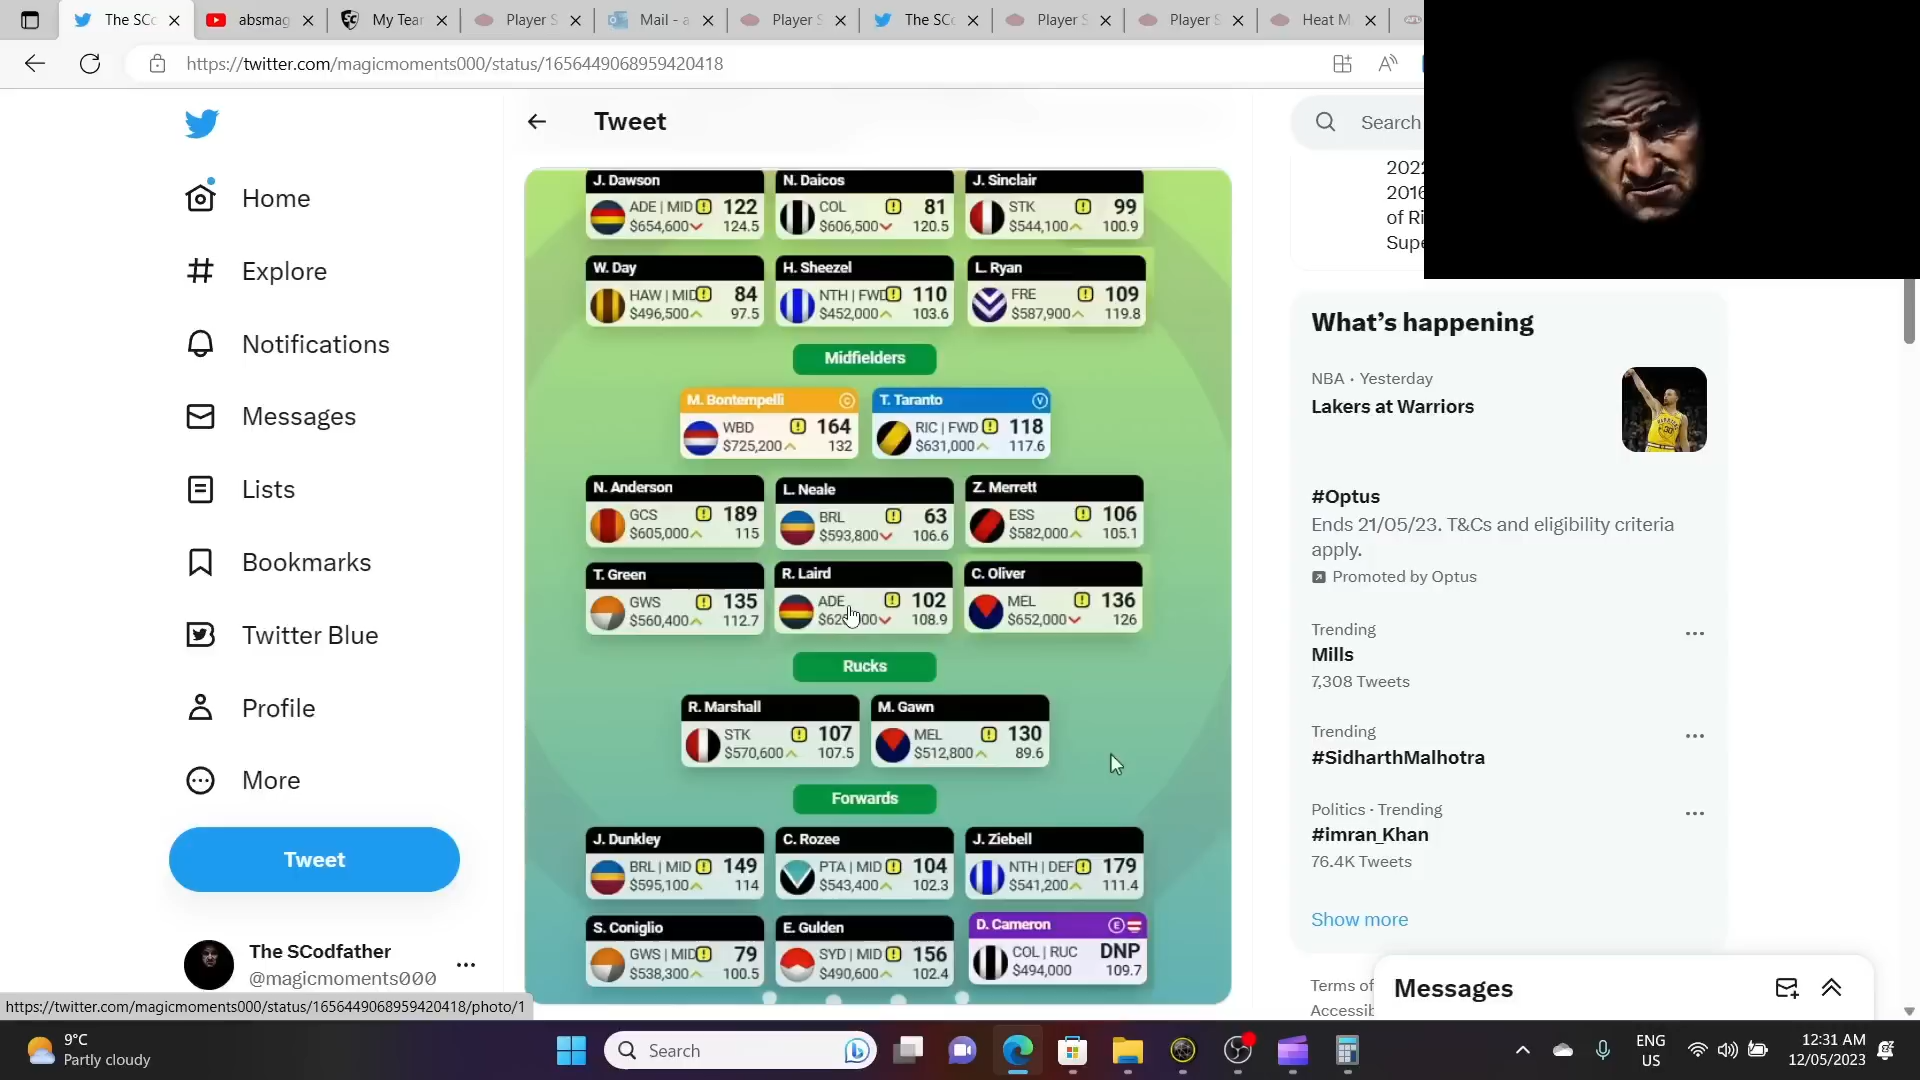 The SCo
absmag
My Tear
Player S
Mail - a
Player S
The SCo
Player S
Player S
Heat M
https://twitter.com/magicmoments000/status/1656449068959420418
Home
Explore
Notifications
Messages
Lists
Bookmarks
Twitter Blue
Profile
More
Tweet
The SCodfather
@magicmoments000
Tweet
J. Dawson N. Daicos J. Sinclair
ADE | MID 122 COL 81 STK 99
$654,600 124.5 $606,500 120.5 $544,100 100.9
W. Day H. Sheezel L. Ryan
HAW | MID 84 NTH | FWD 110 FRE 109
$496,500 97.5 $452,000 103.6 $587,900 119.8
Midfielders
M. Bontempelli C T. Taranto V
WBD 164 RIC | FWD 118
$725,200 132 $631,000 117.6
N. Anderson L. Neale Z. Merrett
GCS 189 BRL 63 ESS 106
$605,000 115 $593,800 106.6 $582,000 105.1
T. Green R. Laird C. Oliver
GWS 135 ADE 102 MEL 136
$560,400 112.7 108.9 $652,000 126
Rucks
R. Marshall M. Gawn
STK 107 MEL 130
$570,600 107.5 $512,800 89.6
Forwards
J. Dunkley C. Rozee J. Ziebell
BRL | MID 149 PTA | MID 104 NTH | DEF 179
$595,100 114 $543,400 102.3 $541,200 111.4
S. Coniglio E. Gulden D. Cameron E
GWS | MID 79 SYD | MID 156 COL | RUC DNP
$538,300 100.5 $490,600 102.4 $494,000 109.7
Search
2022
2016
of Ri
Supe
What's happening
NBA · Yesterday
Lakers at Warriors
#Optus
Ends 21/05/23. T&Cs and eligibility criteria
apply.
Promoted by Optus
Trending
Mills
7,308 Tweets
Trending
#SidharthMalhotra
Politics · Trending
#imran_Khan
76.4K Tweets
Show more
Terms of
Accessib
Messages
https://twitter.com/magicmoments000/status/1656449068959420418/photo/1
9°C
Partly cloudy
Search
ENG
US
12:31 AM
12/05/2023